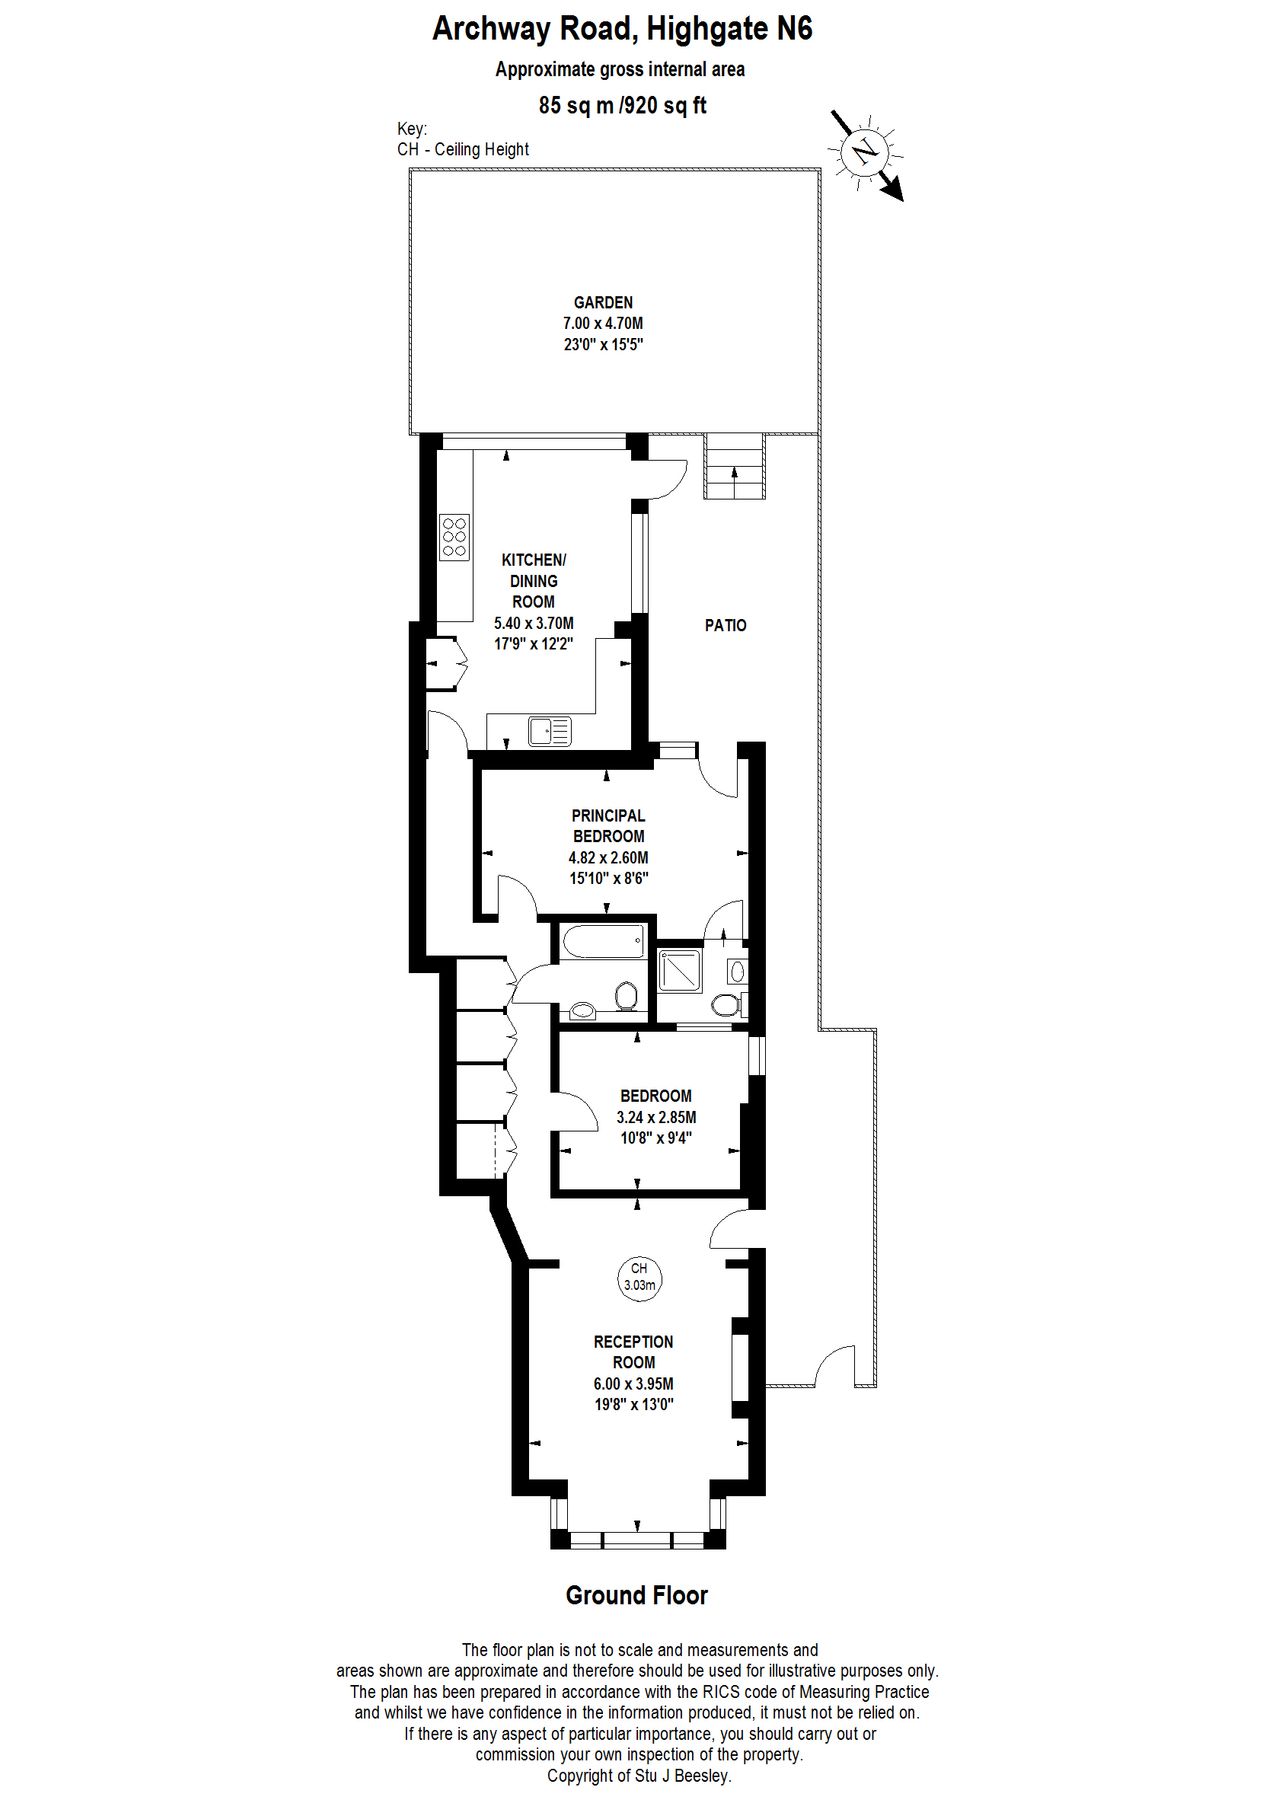 Archway Road, Highgate N6
Approximate gross internal area
85 sq m /920 sq ft
Key:
CH - Ceiling Height
N
GARDEN
7.00 x 4.70M
23'0" x 15'5"
KITCHEN/
DINING
ROOM
5.40 x 3.70M
17'9" x 12'2"
PATIO
PRINCIPAL
BEDROOM
4.82 x 2.60M
15'10" x 8'6"
BEDROOM
3.24 x 2.85M
10'8" x 9'4"
CH
3.03m
RECEPTION
ROOM
6.00 x 3.95M
19'8" x 13'0"
Ground Floor
The floor plan is not to scale and measurements and
areas shown are approximate and therefore should be used for illustrative purposes only.
The plan has been prepared in accordance with the RICS code of Measuring Practice
and whilst we have confidence in the information produced, it must not be relied on.
If there is any aspect of particular importance, you should carry out or
commission your own inspection of the property.
Copyright of Stu J Beesley.